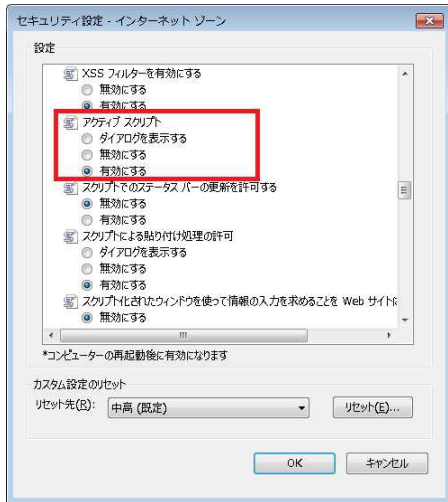 セキュリティ設定 - インターネット ゾーン
設定
XSS フィルターを有効にする
無効にする
有効にする
アクティブ スクリプト
ダイアログを表示する
無効にする
有効にする
スクリプトでのステータス バーの更新を許可する
無効にする
有効にする
スクリプトによる貼り付け処理の許可
ダイアログを表示する
無効にする
有効にする
スクリプト化されたウィンドウを使って情報の入力を求めることを Web サイトに
無効にする
*コンピューターの再起動後に有効になります
カスタム設定のリセット
リセット先(R): 中高 (既定) リセット(E)...
OK キャンセル